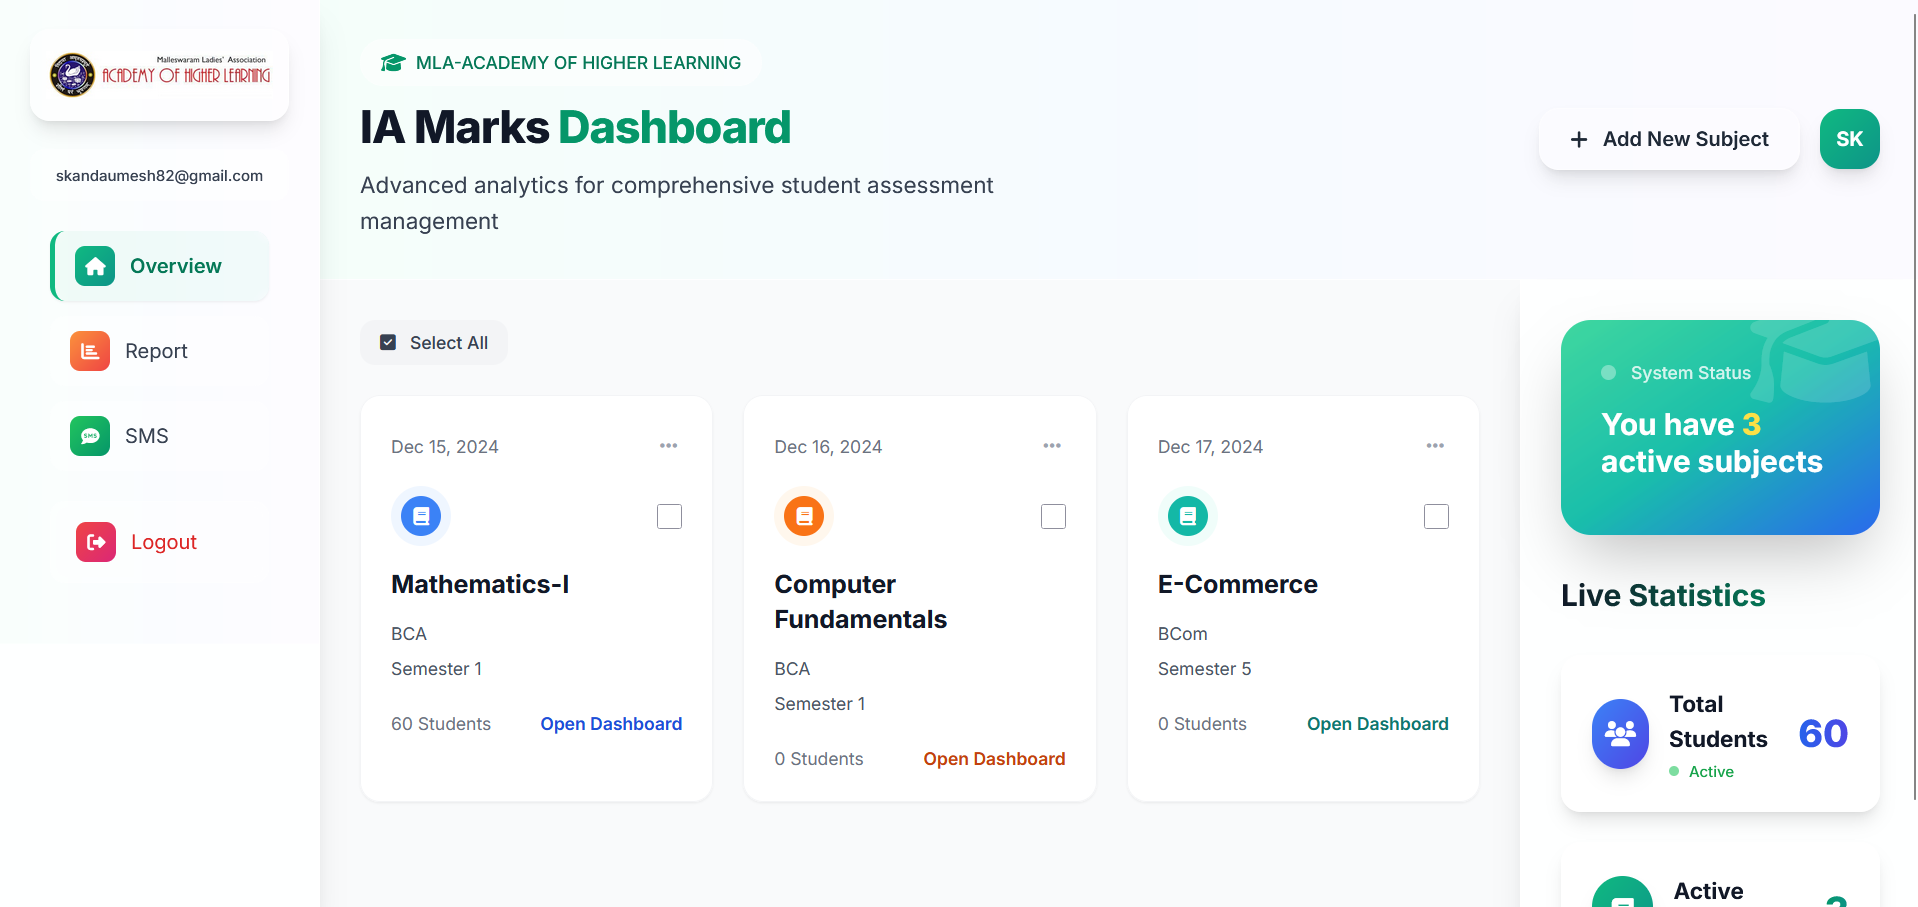 Malleswaram Ladies' Association
ACADEMY OF HIGHER LEARNING
skandaumesh82@gmail.com
Overview
Report
SMS
SMS
Logout
MLA-ACADEMY OF HIGHER LEARNING
IA Marks Dashboard
Advanced analytics for comprehensive student assessment
management
+ Add New Subject
SK
Select All
Dec 15, 2024
Mathematics-I
BCA
Semester 1
60 Students
Open Dashboard
Dec 16, 2024
Computer
Fundamentals
BCA
Semester 1
0 Students
Open Dashboard
Dec 17, 2024
E-Commerce
BCom
Semester 5
0 Students
Open Dashboard
System Status
You have 3
active subjects
Live Statistics
Total
Students
60
Active
Active